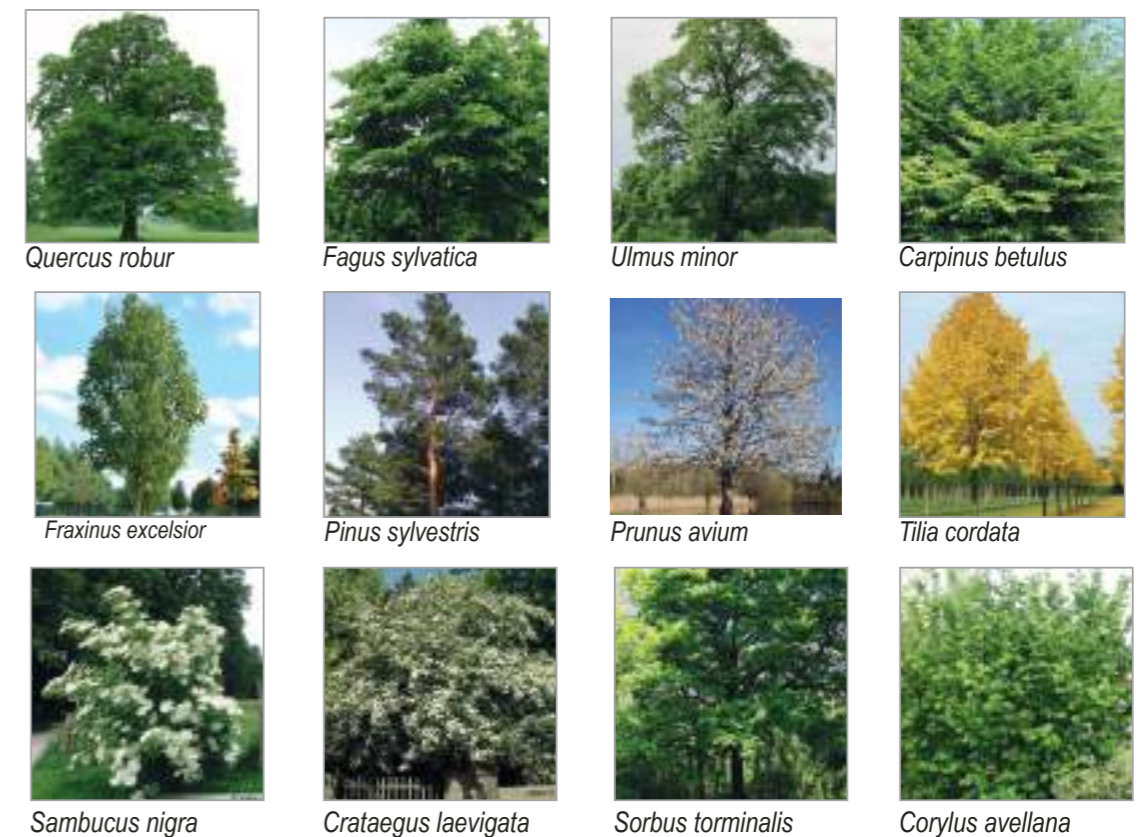 Quercus robur
Fagus sylvatica
Ulmus minor
Carpinus betulus
Fraxinus excelsior
Pinus sylvestris
Prunus avium
Tilia cordata
Sambucus nigra
Crataegus laevigata
Sorbus torminalis
Corylus avellana